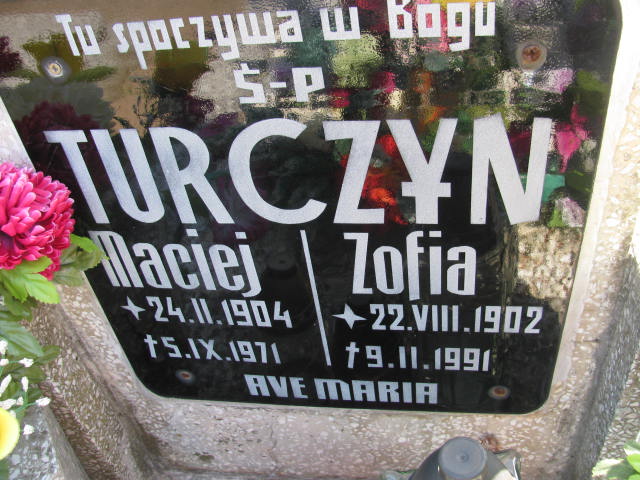 Tu spoczywa w Bogu
Ś-P
TURCZYN
Maciej Zofia
24.II.1904 22.VIII.1902
†5.IX.1971 †9.II.1991
AVE MARIA